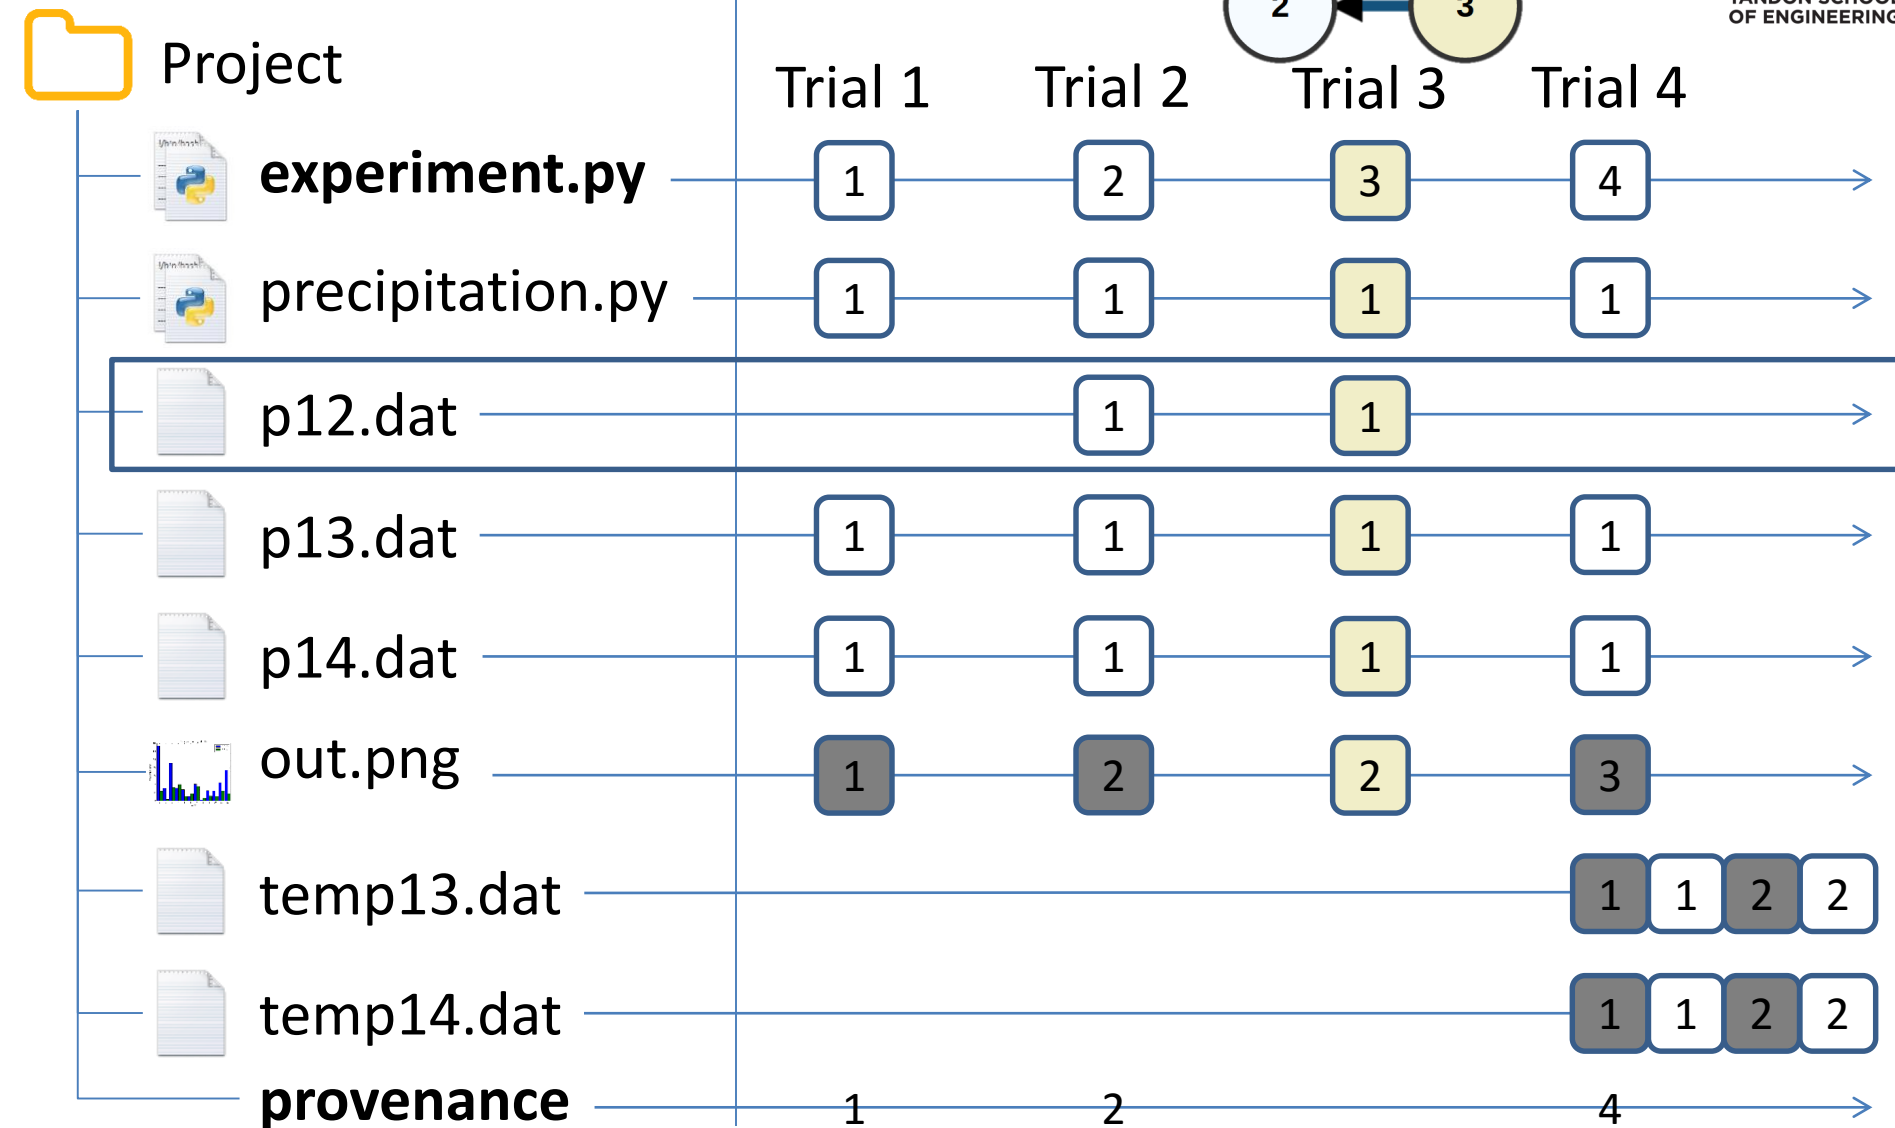 2 3
OF ENGINEERING
Project
Trial 1 Trial 2 Trial 3 Trial 4
experiment.py 1 2 3 4
precipitation.py 1 1 1 1
p12.dat 1 1
p13.dat 1 1 1 1
p14.dat 1 1 1 1
out.png 1 2 2 3
temp13.dat 1 1 2 2
temp14.dat 1 1 2 2
provenance 1 2 4